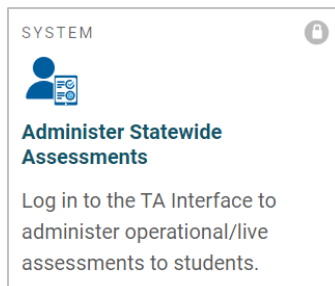 SYSTEM
Administer Statewide
Assessments
Log in to the TA Interface to
administer operational/live
assessments to students.